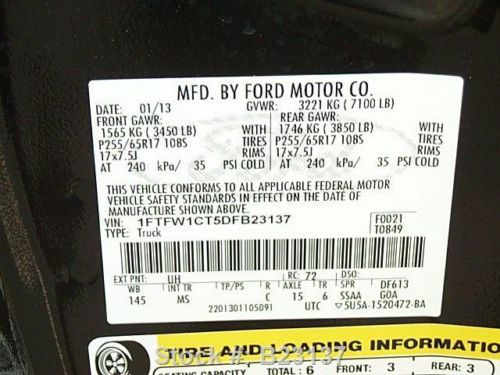 MFD. BY FORD MOTOR CO.
DATE: 01/13 GVWR: 3221 KG ( 7100 LB)
FRONT GAWR: REAR GAWR:
1565 KG ( 3450 LB) WITH 1746 KG ( 3850 LB) WITH
P255/65R17 108S TIRES P255/65R17 108S TIRES
17x7.5J RIMS 17x7.5J RIMS
AT 240 kPa/ 35 PSI COLD AT 240 kPa/ 35 PSI COLD
THIS VEHICLE CONFORMS TO ALL APPLICABLE FEDERAL MOTOR
VEHICLE SAFETY STANDARDS IN EFFECT ON THE DATE OF
MANUFACTURE SHOWN ABOVE.
VIN: 1FTFW1CT5DFB23137 F0021
TYPE: Truck T0849
EXT PNT: UH RC: 72 DSO:
WB INT TR TP/PS R AXLE TR SPR DF613
145 MS C 15 6 SSAA G0A
2201301105091 UTC ▽5U5A-1520472-BA
TIRE AND LOADING INFORMATION
SEATING CAPACITY TOTAL : 6 FRONT : 3 REAR : 3
Stock # : B23137